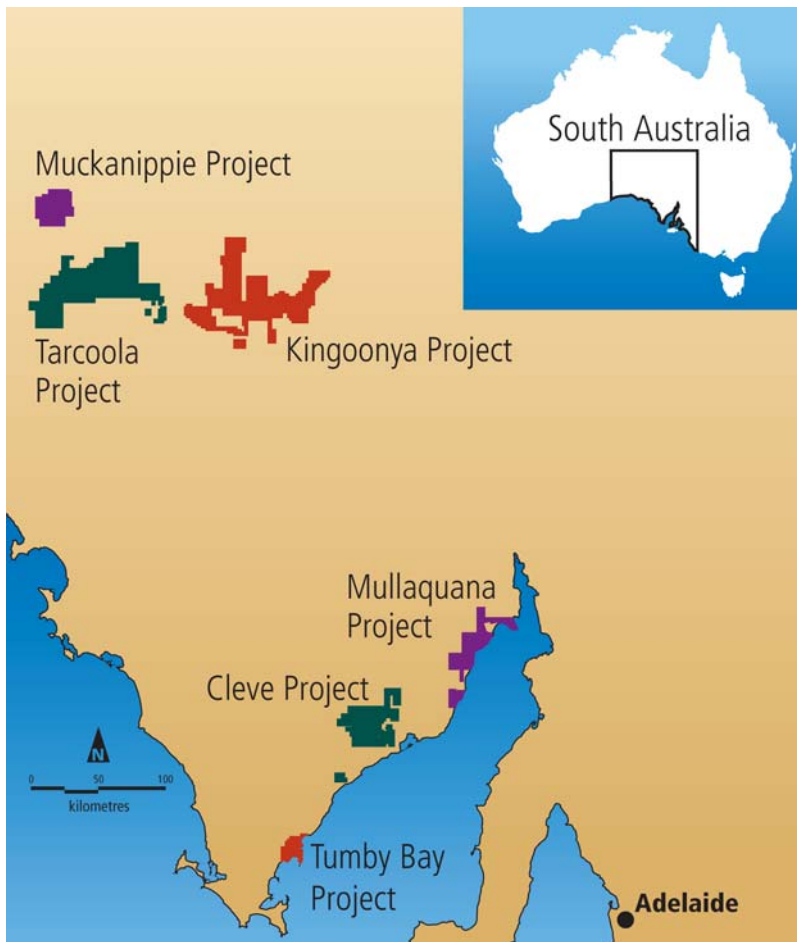 South Australia
Muckanippie Project
Tarcoola
Project
Kingoonya Project
Mullaquana
Project
Cleve Project
N
0 50 100
kilometres
Tumby Bay
Project
Adelaide